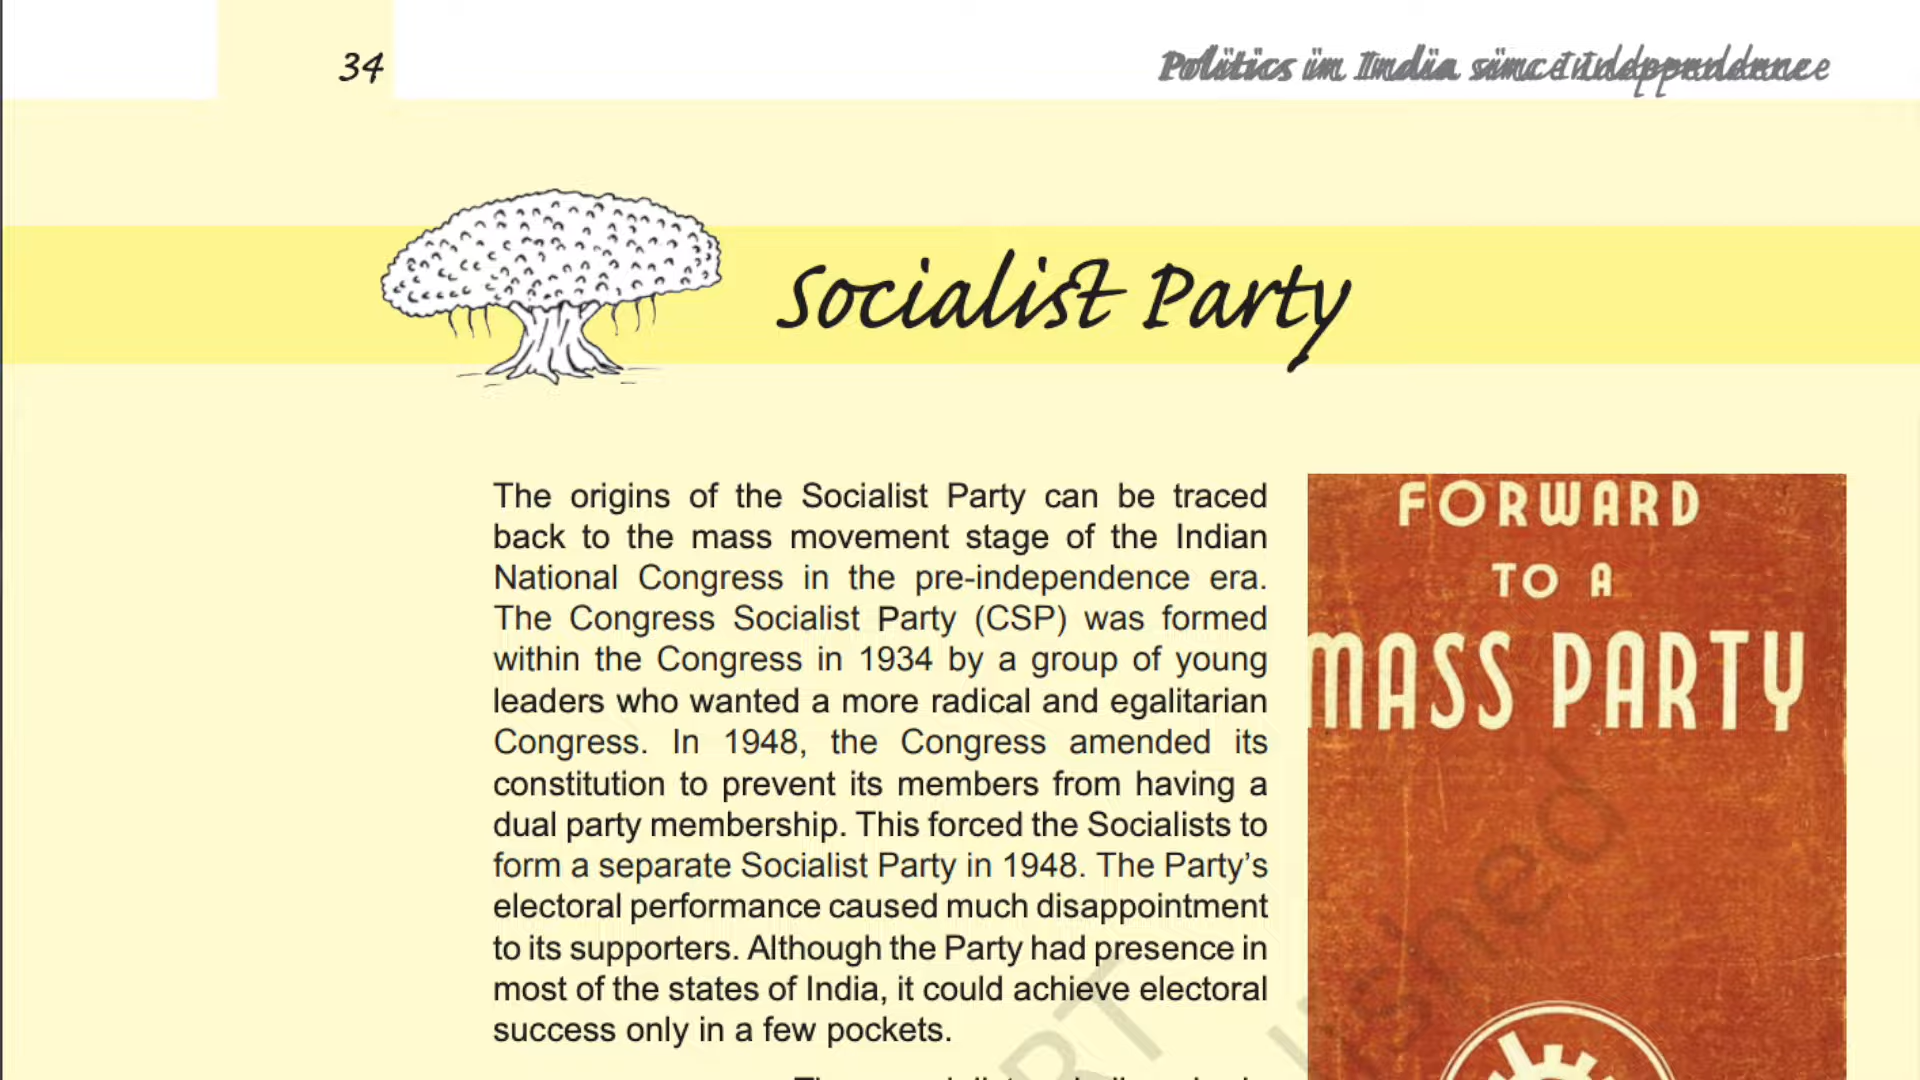 34
Politics in India since Independence
Socialist Party
The origins of the Socialist Party can be traced
back to the mass movement stage of the Indian
National Congress in the pre-independence era.
The Congress Socialist Party (CSP) was formed
within the Congress in 1934 by a group of young
leaders who wanted a more radical and egalitarian
Congress. In 1948, the Congress amended its
constitution to prevent its members from having a
dual party membership. This forced the Socialists to
form a separate Socialist Party in 1948. The Party’s
electoral performance caused much disappointment
to its supporters. Although the Party had presence in
most of the states of India, it could achieve electoral
success only in a few pockets.
FORWARD
TO A
MASS PARTY